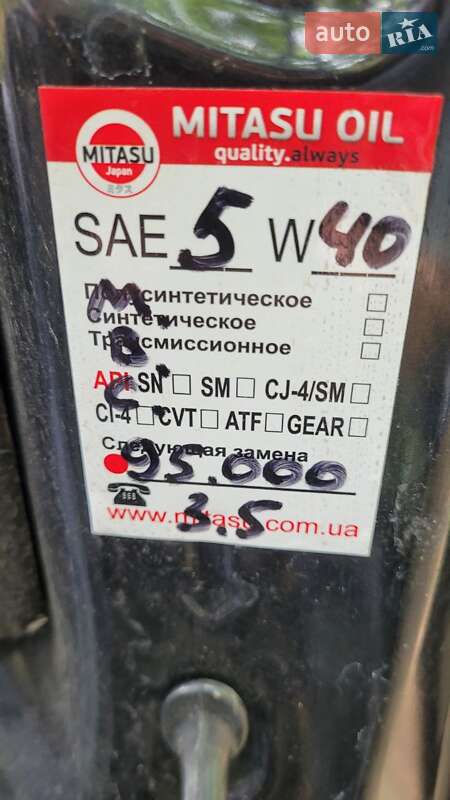 auto RIA.com
MITASU OIL
quality.always
MITASU
Japan
ミタス
SAE 5 W 40
Полусинтетическое
Синтетическое
Трансмиссионное
API SN SM CJ-4/SM
CI-4 CVT ATF GEAR
Следующая замена
95.000
3.5
www.mitasu.com.ua